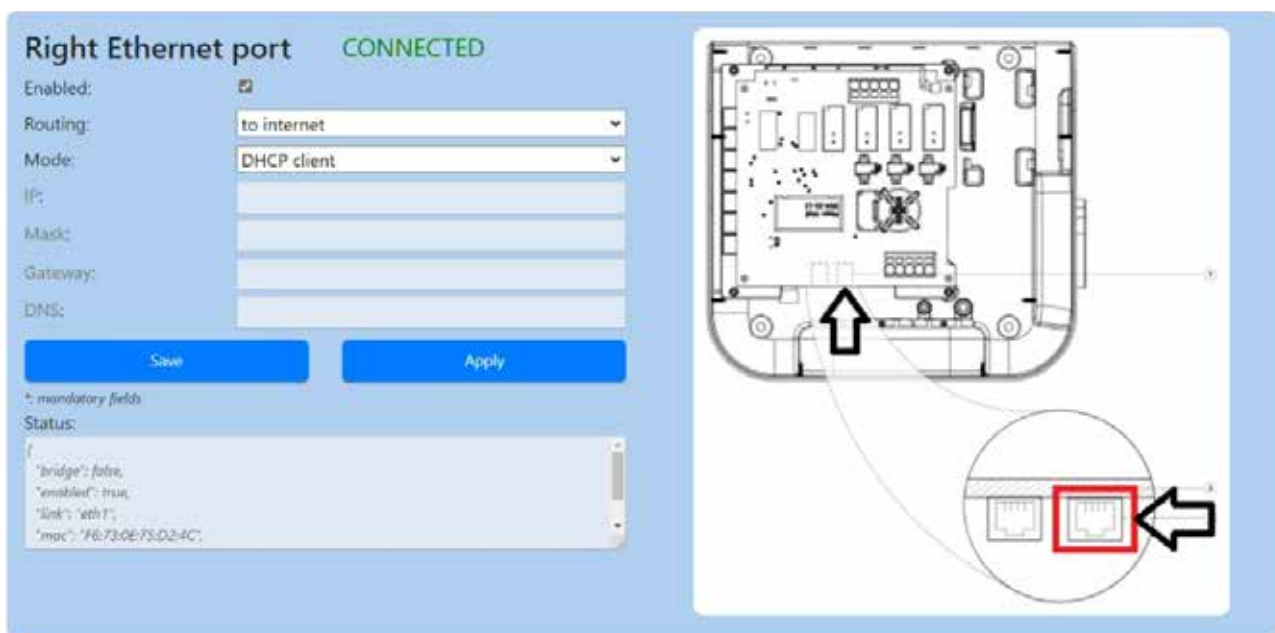 Right Ethernet port CONNECTED
Enabled:
Routing: to internet
Mode: DHCP client
IP:
Mask:
Gateway:
DNS:
Save Apply
*: mandatory fields
Status:
{
"bridge": false,
"enabled": true,
"link": "eth1",
"mac": "F6:73:0E:75:D2:4C",